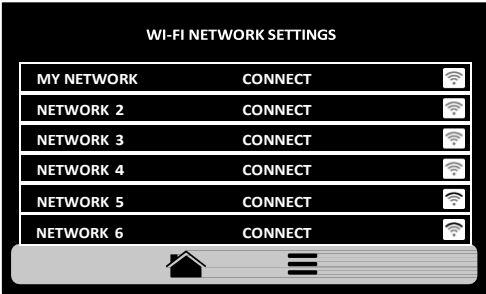 WI-FI NETWORK SETTINGS
MY NETWORK CONNECT
NETWORK 2 CONNECT
NETWORK 3 CONNECT
NETWORK 4 CONNECT
NETWORK 5 CONNECT
NETWORK 6 CONNECT